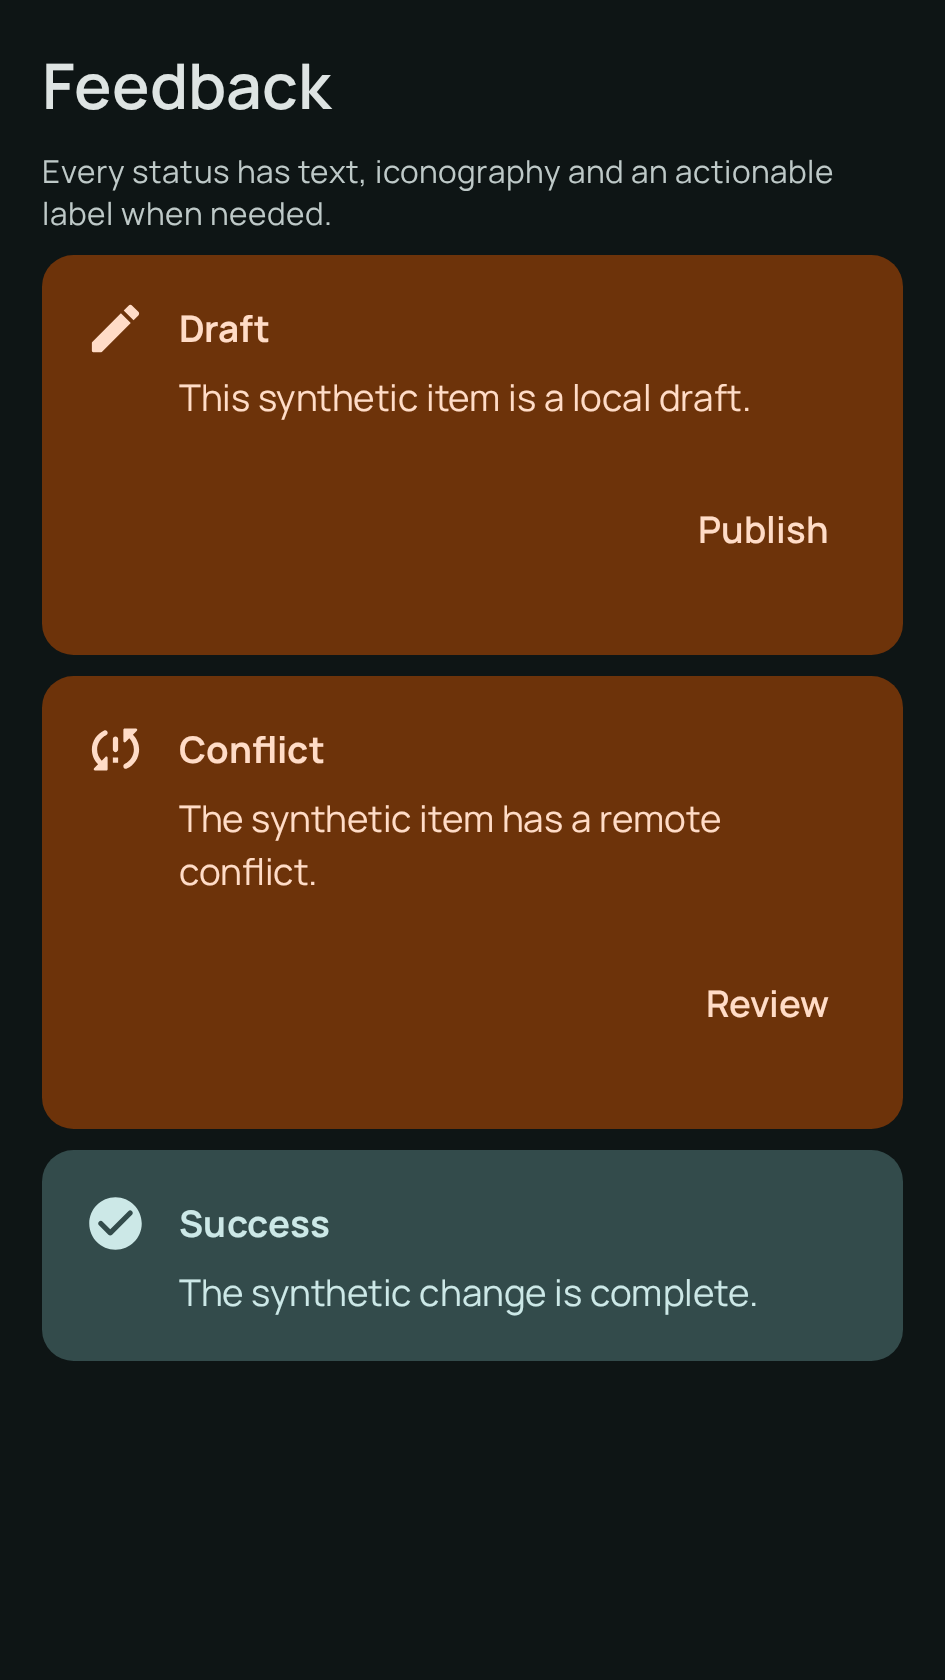 Feedback
Every status has text, iconography and an actionable
label when needed.
Draft
This synthetic item is a local draft.
Publish
Conflict
The synthetic item has a remote
conflict.
Review
Success
The synthetic change is complete.